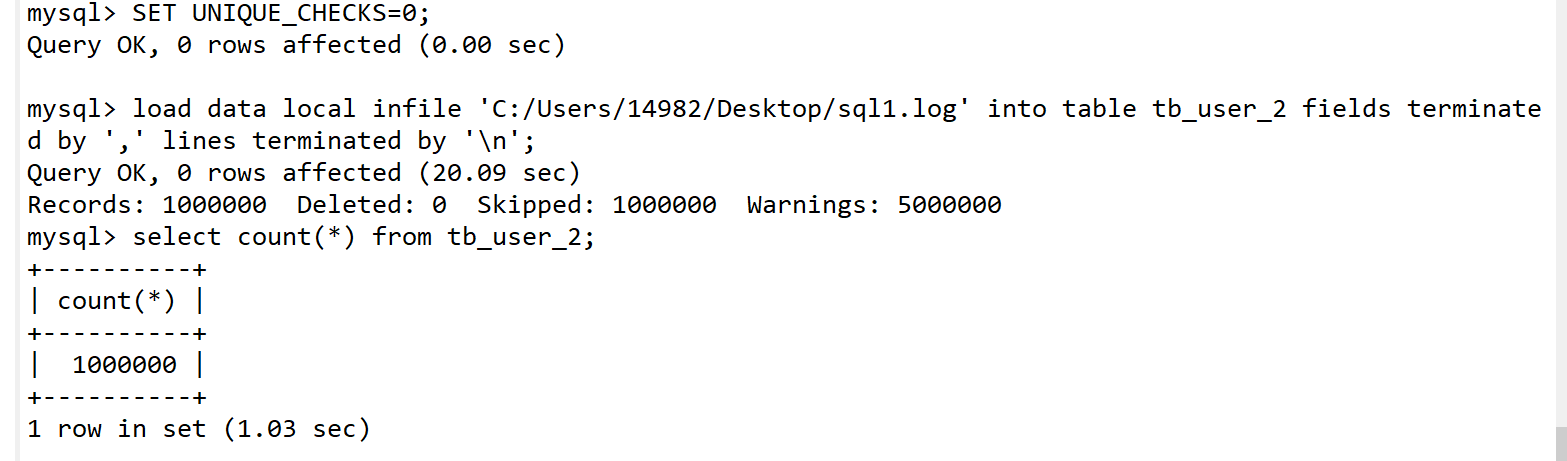 mysql> SET UNIQUE_CHECKS=0;
Query OK, 0 rows affected (0.00 sec)
mysql> load data local infile 'C:/Users/14982/Desktop/sql1.log' into table tb_user_2 fields terminate
d by ',' lines terminated by '\n';
Query OK, 0 rows affected (20.09 sec)
Records: 1000000  Deleted: 0  Skipped: 1000000  Warnings: 5000000
mysql> select count(*) from tb_user_2;
+----------+
| count(*) |
+----------+
|  1000000 |
+----------+
1 row in set (1.03 sec)